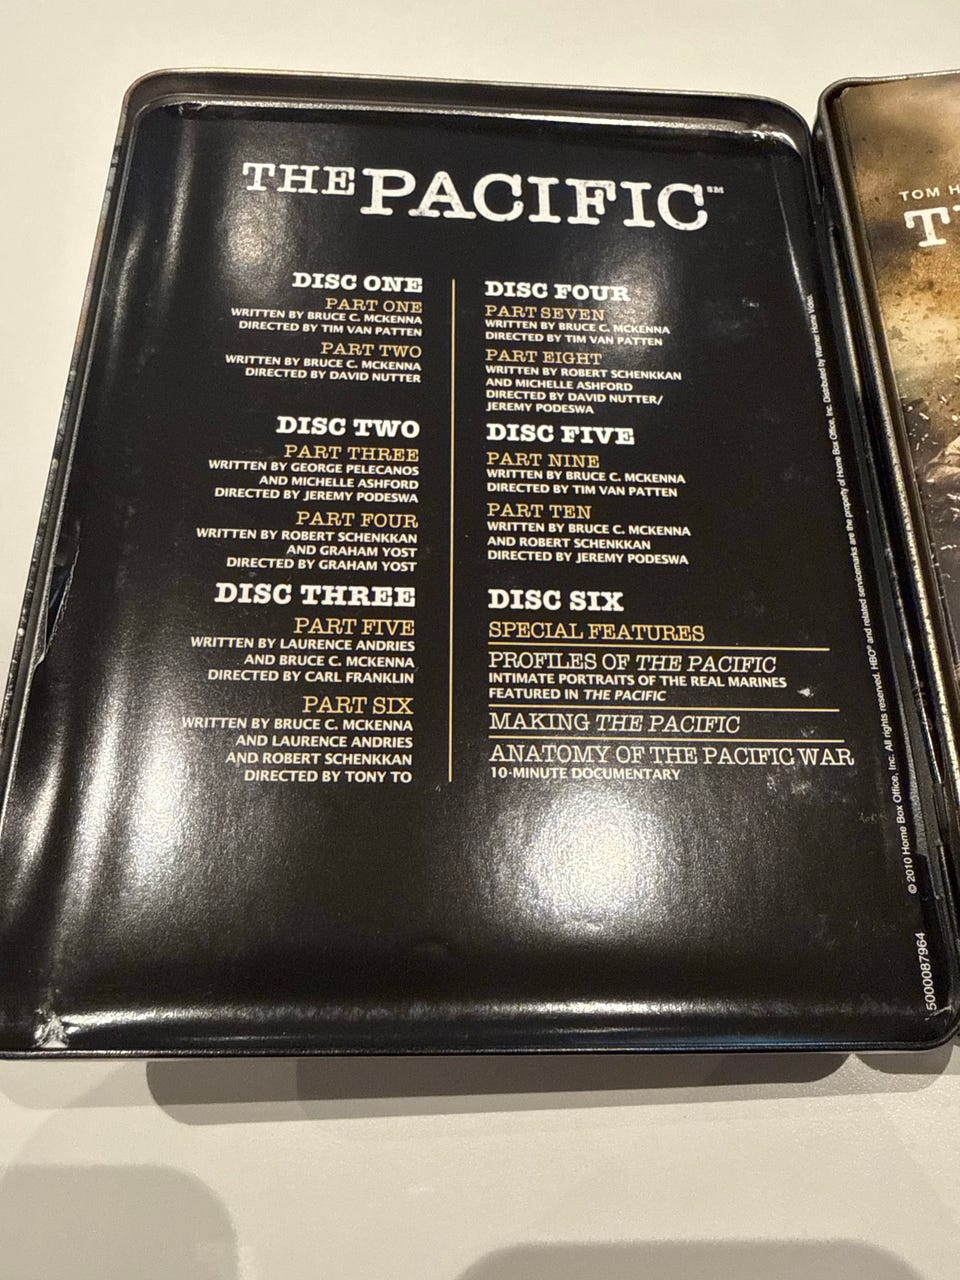 THE PACIFIC℠
DISC ONE
PART ONE
WRITTEN BY BRUCE C. MCKENNA
DIRECTED BY TIM VAN PATTEN
PART TWO
WRITTEN BY BRUCE C. MCKENNA
DIRECTED BY DAVID NUTTER
DISC TWO
PART THREE
WRITTEN BY GEORGE PELECANOS
AND MICHELLE ASHFORD
DIRECTED BY JEREMY PODESWA
PART FOUR
WRITTEN BY ROBERT SCHENKKAN
AND GRAHAM YOST
DIRECTED BY GRAHAM YOST
DISC THREE
PART FIVE
WRITTEN BY LAURENCE ANDRIES
AND BRUCE C. MCKENNA
DIRECTED BY CARL FRANKLIN
PART SIX
WRITTEN BY BRUCE C. MCKENNA
AND LAURENCE ANDRIES
AND ROBERT SCHENKKAN
DIRECTED BY TONY TO
DISC FOUR
PART SEVEN
WRITTEN BY BRUCE C. MCKENNA
DIRECTED BY TIM VAN PATTEN
PART EIGHT
WRITTEN BY ROBERT SCHENKKAN
AND MICHELLE ASHFORD
DIRECTED BY DAVID NUTTER/
JEREMY PODESWA
DISC FIVE
PART NINE
WRITTEN BY BRUCE C. MCKENNA
DIRECTED BY TIM VAN PATTEN
PART TEN
WRITTEN BY BRUCE C. MCKENNA
AND ROBERT SCHENKKAN
DIRECTED BY JEREMY PODESWA
DISC SIX
SPECIAL FEATURES
PROFILES OF THE PACIFIC
INTIMATE PORTRAITS OF THE REAL MARINES
FEATURED IN THE PACIFIC
MAKING THE PACIFIC
ANATOMY OF THE PACIFIC WAR
10-MINUTE DOCUMENTARY
© 2010 Home Box Office, Inc. All rights reserved. HBO® and related servicemarks are the property of Home Box Office, Inc. Distributed by Warner Home Video.
5000087964
TOM H
T